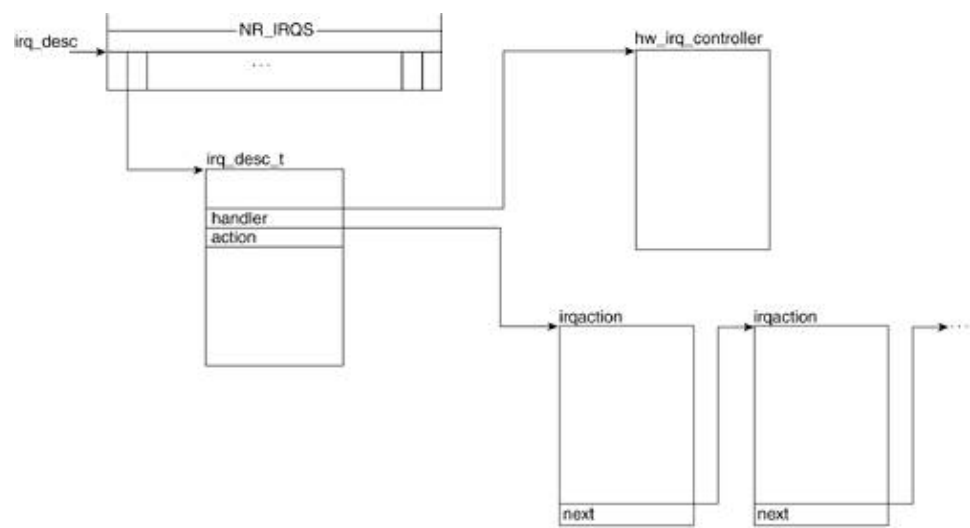 NR_IRQS
irq_desc
...
hw_irq_controller
irq_desc_t
handler
action
irqaction
irqaction
...
next
next